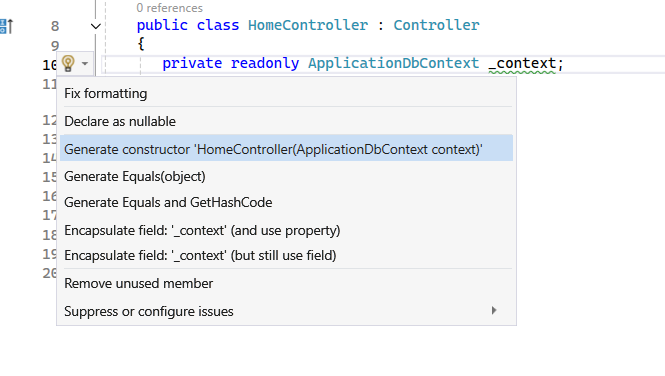 0 references
8 public class HomeController : Controller
9 {
10 private readonly ApplicationDbContext _context;
11
Fix formatting
12 Declare as nullable
13
Generate constructor 'HomeController(ApplicationDbContext context)'
14
15 Generate Equals(object)
16 Generate Equals and GetHashCode
17
18 Encapsulate field: '_context' (and use property)
19 Encapsulate field: '_context' (but still use field)
20
Remove unused member
Suppress or configure issues